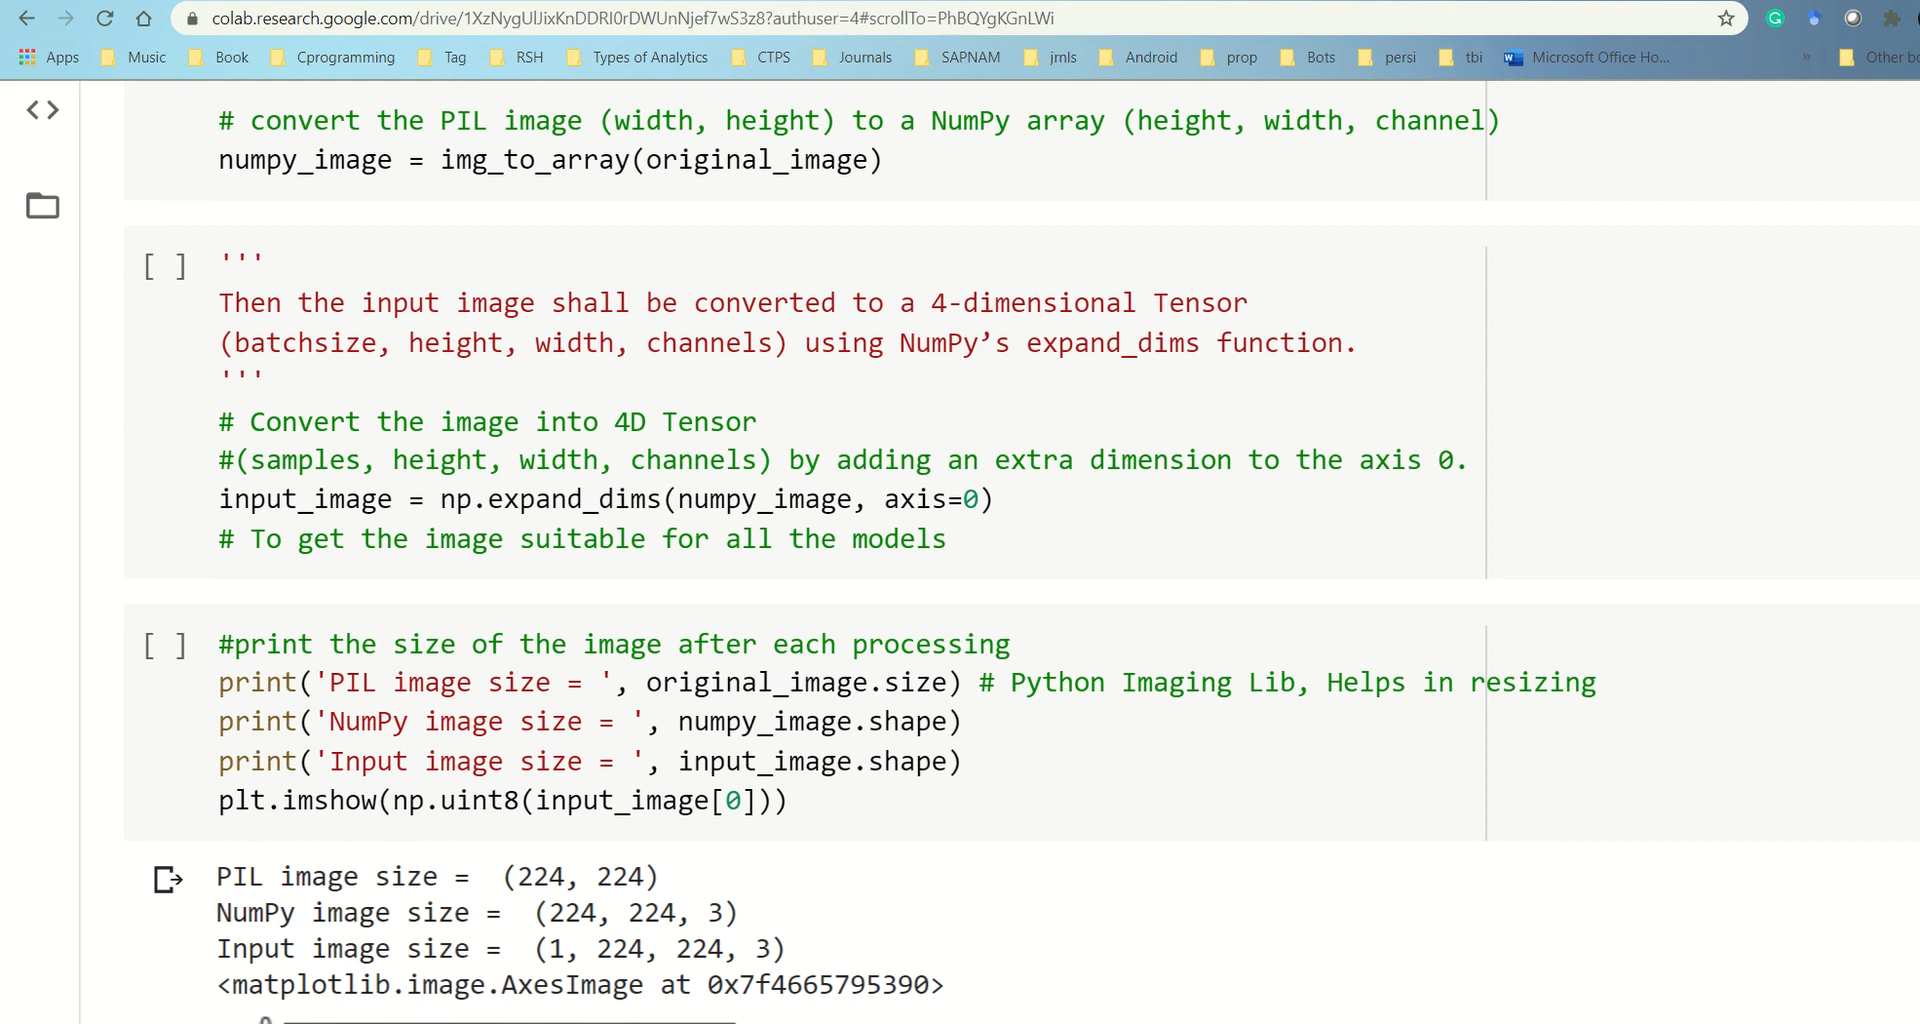 colab.research.google.com/drive/1XzNygUlJixKnDDRI0rDWUnNjef7wS3z8?authuser=4#scrollTo=PhBQYgKGnLWi
Apps Music Book Cprogramming Tag RSH Types of Analytics CTPS Journals SAPNAM jrnls Android prop Bots persi tbi Microsoft Office Ho... » Other bo
# convert the PIL image (width, height) to a NumPy array (height, width, channel)
numpy_image = img_to_array(original_image)
[ ] '''
Then the input image shall be converted to a 4-dimensional Tensor
(batchsize, height, width, channels) using NumPy’s expand_dims function.
'''
# Convert the image into 4D Tensor
#(samples, height, width, channels) by adding an extra dimension to the axis 0.
input_image = np.expand_dims(numpy_image, axis=0)
# To get the image suitable for all the models
[ ] #print the size of the image after each processing
print('PIL image size = ', original_image.size) # Python Imaging Lib, Helps in resizing
print('NumPy image size = ', numpy_image.shape)
print('Input image size = ', input_image.shape)
plt.imshow(np.uint8(input_image[0]))
PIL image size =  (224, 224)
NumPy image size =  (224, 224, 3)
Input image size =  (1, 224, 224, 3)
<matplotlib.image.AxesImage at 0x7f4665795390>